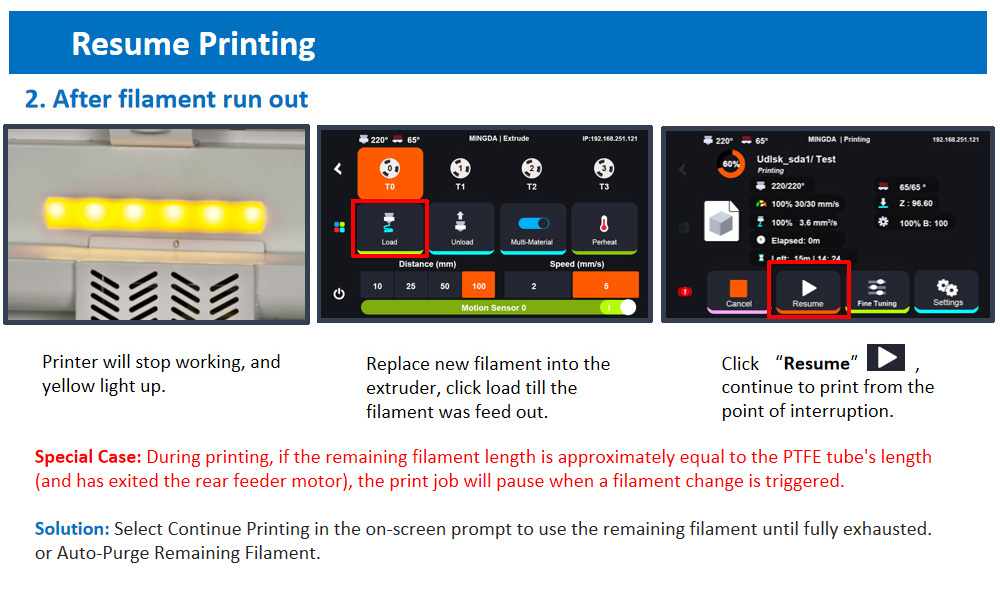 Resume Printing
2. After filament run out
220° 65° MINGDA | Extrude IP:192.168.251.121
0 1 2 3
T0 T1 T2 T3
Load Unload Multi-Material Perheat
Distance (mm) Speed (mm/s)
10 25 50 100 2 5
Motion Sensor 0
220° 65° MINGDA | Printing 192.168.251.121
60% Udlsk_sda1/ Test
Printing
220/220° 65/65 °
100% 30/30 mm/s Z : 96.60
100% 3.6 mm³/s 100% B: 100
Elapsed: 0m
Left: 15m | 14: 24
Cancel Resume Fine Tuning Settings
Printer will stop working, and
yellow light up.
Replace new filament into the
extruder, click load till the
filament was feed out.
Click “Resume” ,
continue to print from the
point of interruption.
Special Case: During printing, if the remaining filament length is approximately equal to the PTFE tube's length
(and has exited the rear feeder motor), the print job will pause when a filament change is triggered.
Solution: Select Continue Printing in the on-screen prompt to use the remaining filament until fully exhausted.
or Auto-Purge Remaining Filament.